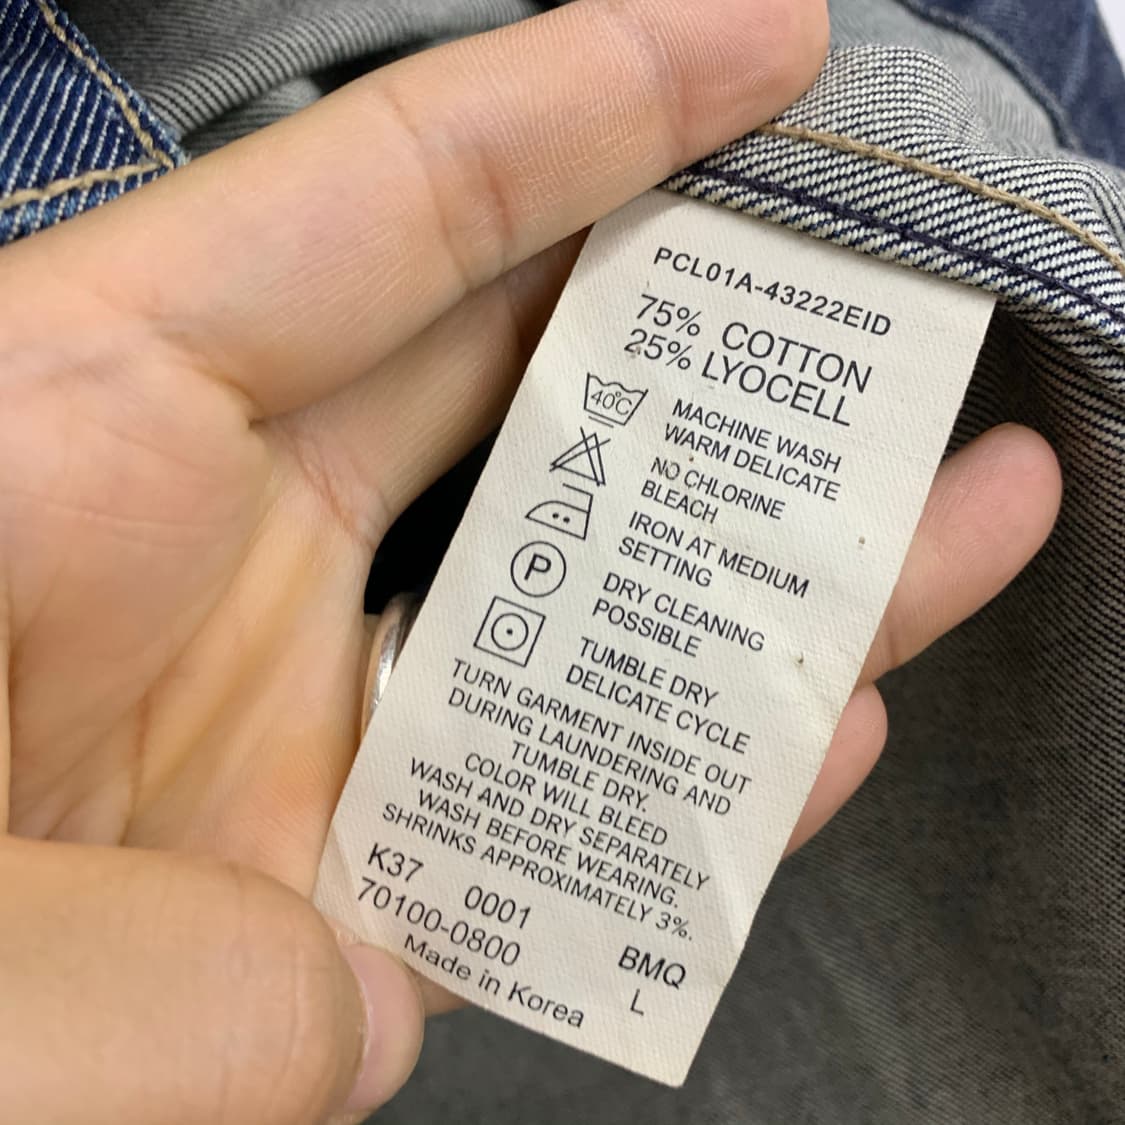 PCL01A-43222EID
75% COTTON
25% LYOCELL
40°C
MACHINE WASH
WARM DELICATE
NO CHLORINE
BLEACH
IRON AT MEDIUM
SETTING
P
DRY CLEANING
POSSIBLE
TUMBLE DRY
DELICATE CYCLE
TURN GARMENT INSIDE OUT
DURING LAUNDERING AND
TUMBLE DRY.
COLOR WILL BLEED
WASH AND DRY SEPARATELY
WASH BEFORE WEARING.
SHRINKS APPROXIMATELY 3%.
K37 0001
70100-0800 BMQ
Made in Korea L